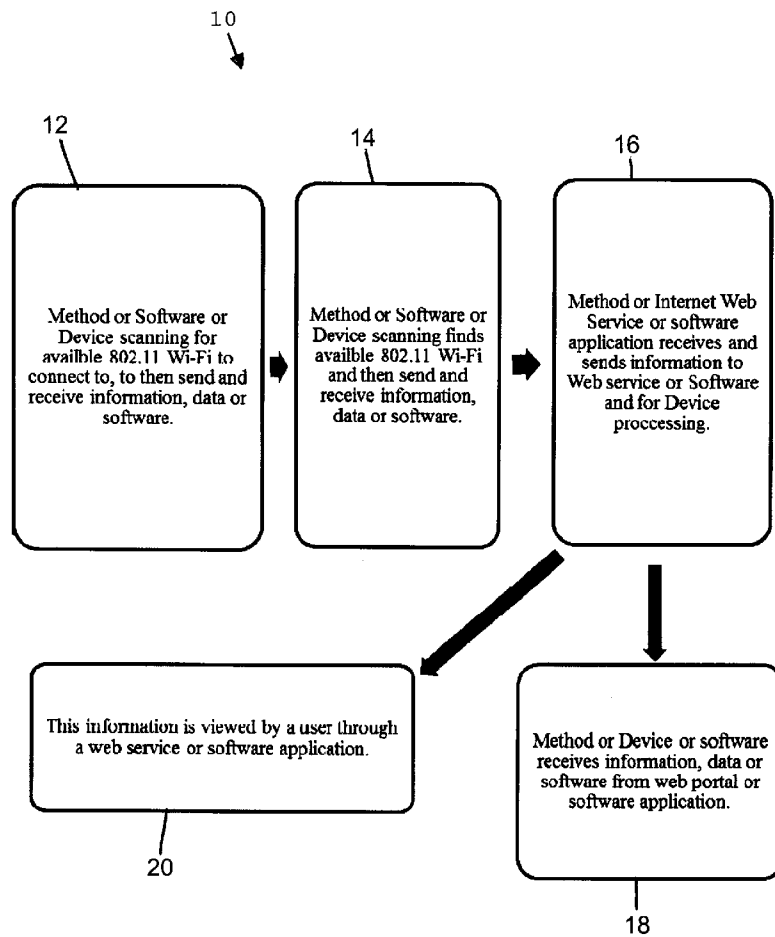 10
12
14
16
Method or Software or
Device scanning for
availble 802.11 Wi-Fi to
connect to, to then send and
receive information, data or
software.
Method or Software or
Device scanning finds
availble 802.11 Wi-Fi
and then send and
receive information,
data or software.
Method or Internet Web
Service or software
application receives and
sends information to
Web service or Software
and for Device
proccessing.
This information is viewed by a user through
a web service or software application.
Method or Device or software
receives information, data or
software from web portal or
software application.
20
18